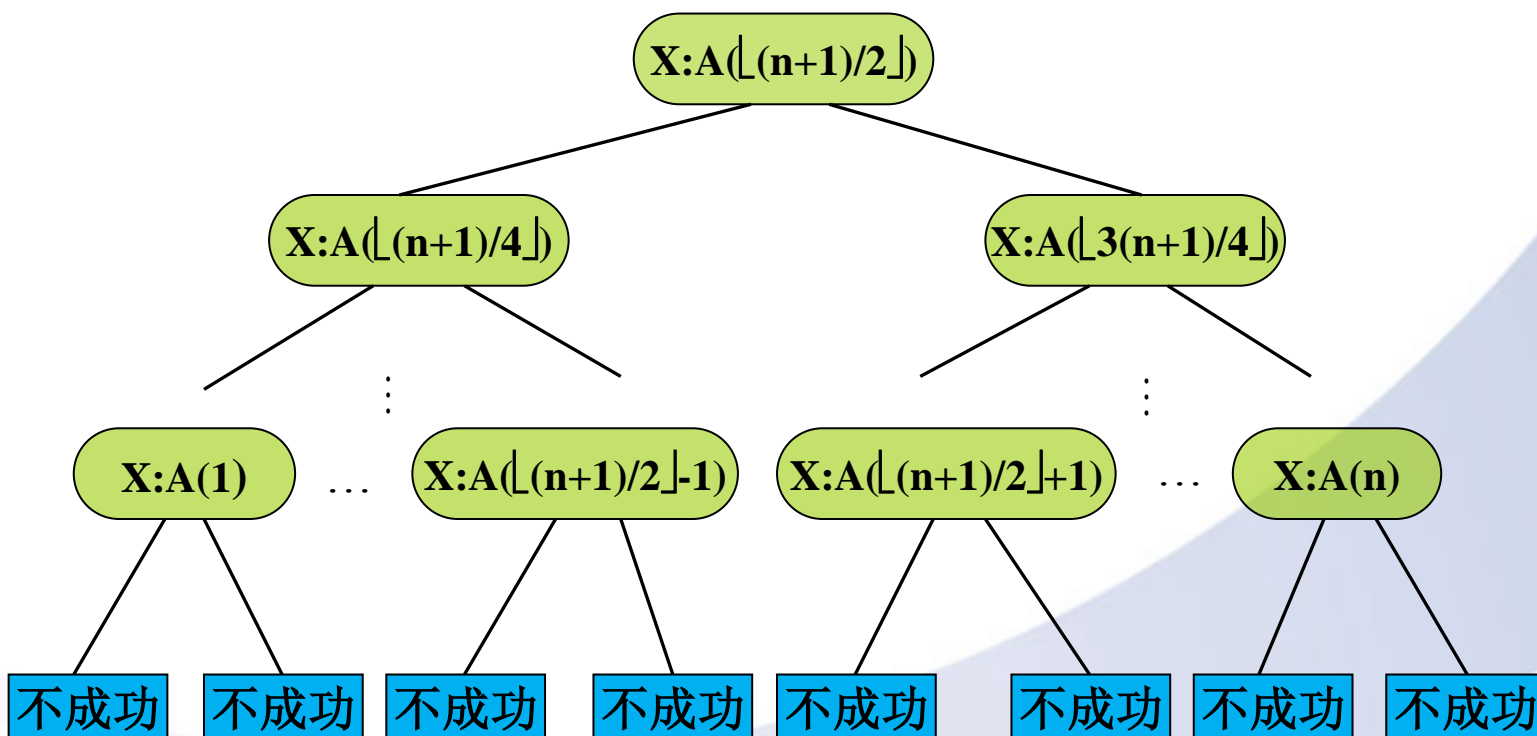 X:A(⌊(n+1)/2⌋)
X:A(⌊(n+1)/4⌋) X:A(⌊3(n+1)/4⌋)
⋮ ⋮
X:A(1) … X:A(⌊(n+1)/2⌋-1) X:A(⌊(n+1)/2⌋+1) … X:A(n)
不成功 不成功 不成功 不成功 不成功 不成功 不成功 不成功